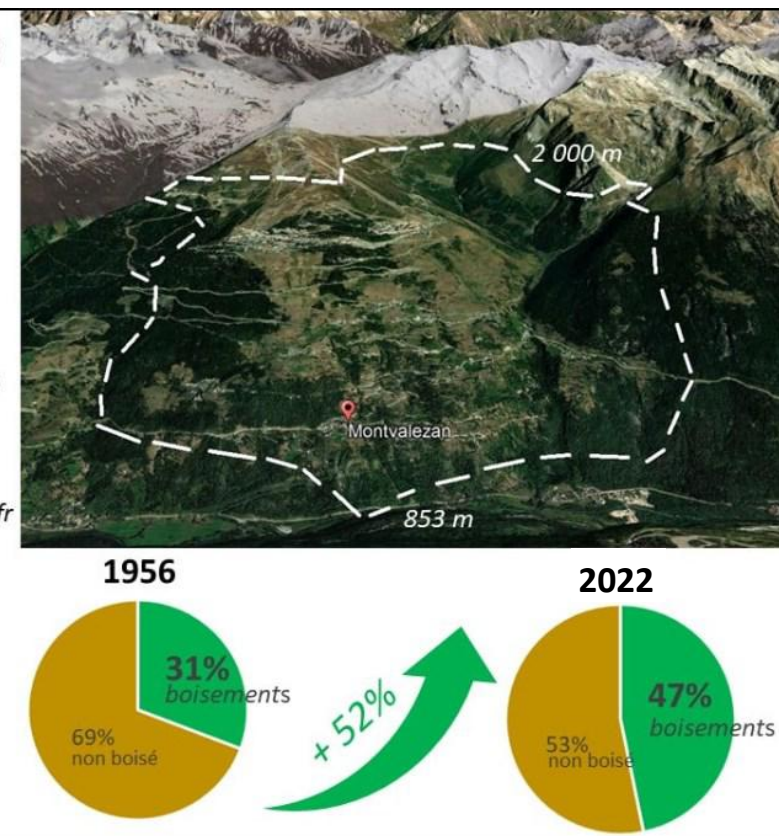 2 000 m
Montvalezan
fr
853 m
1956
2022
31%
boisements
69%
non boisé
+ 52%
47%
boisements
53%
non boisé